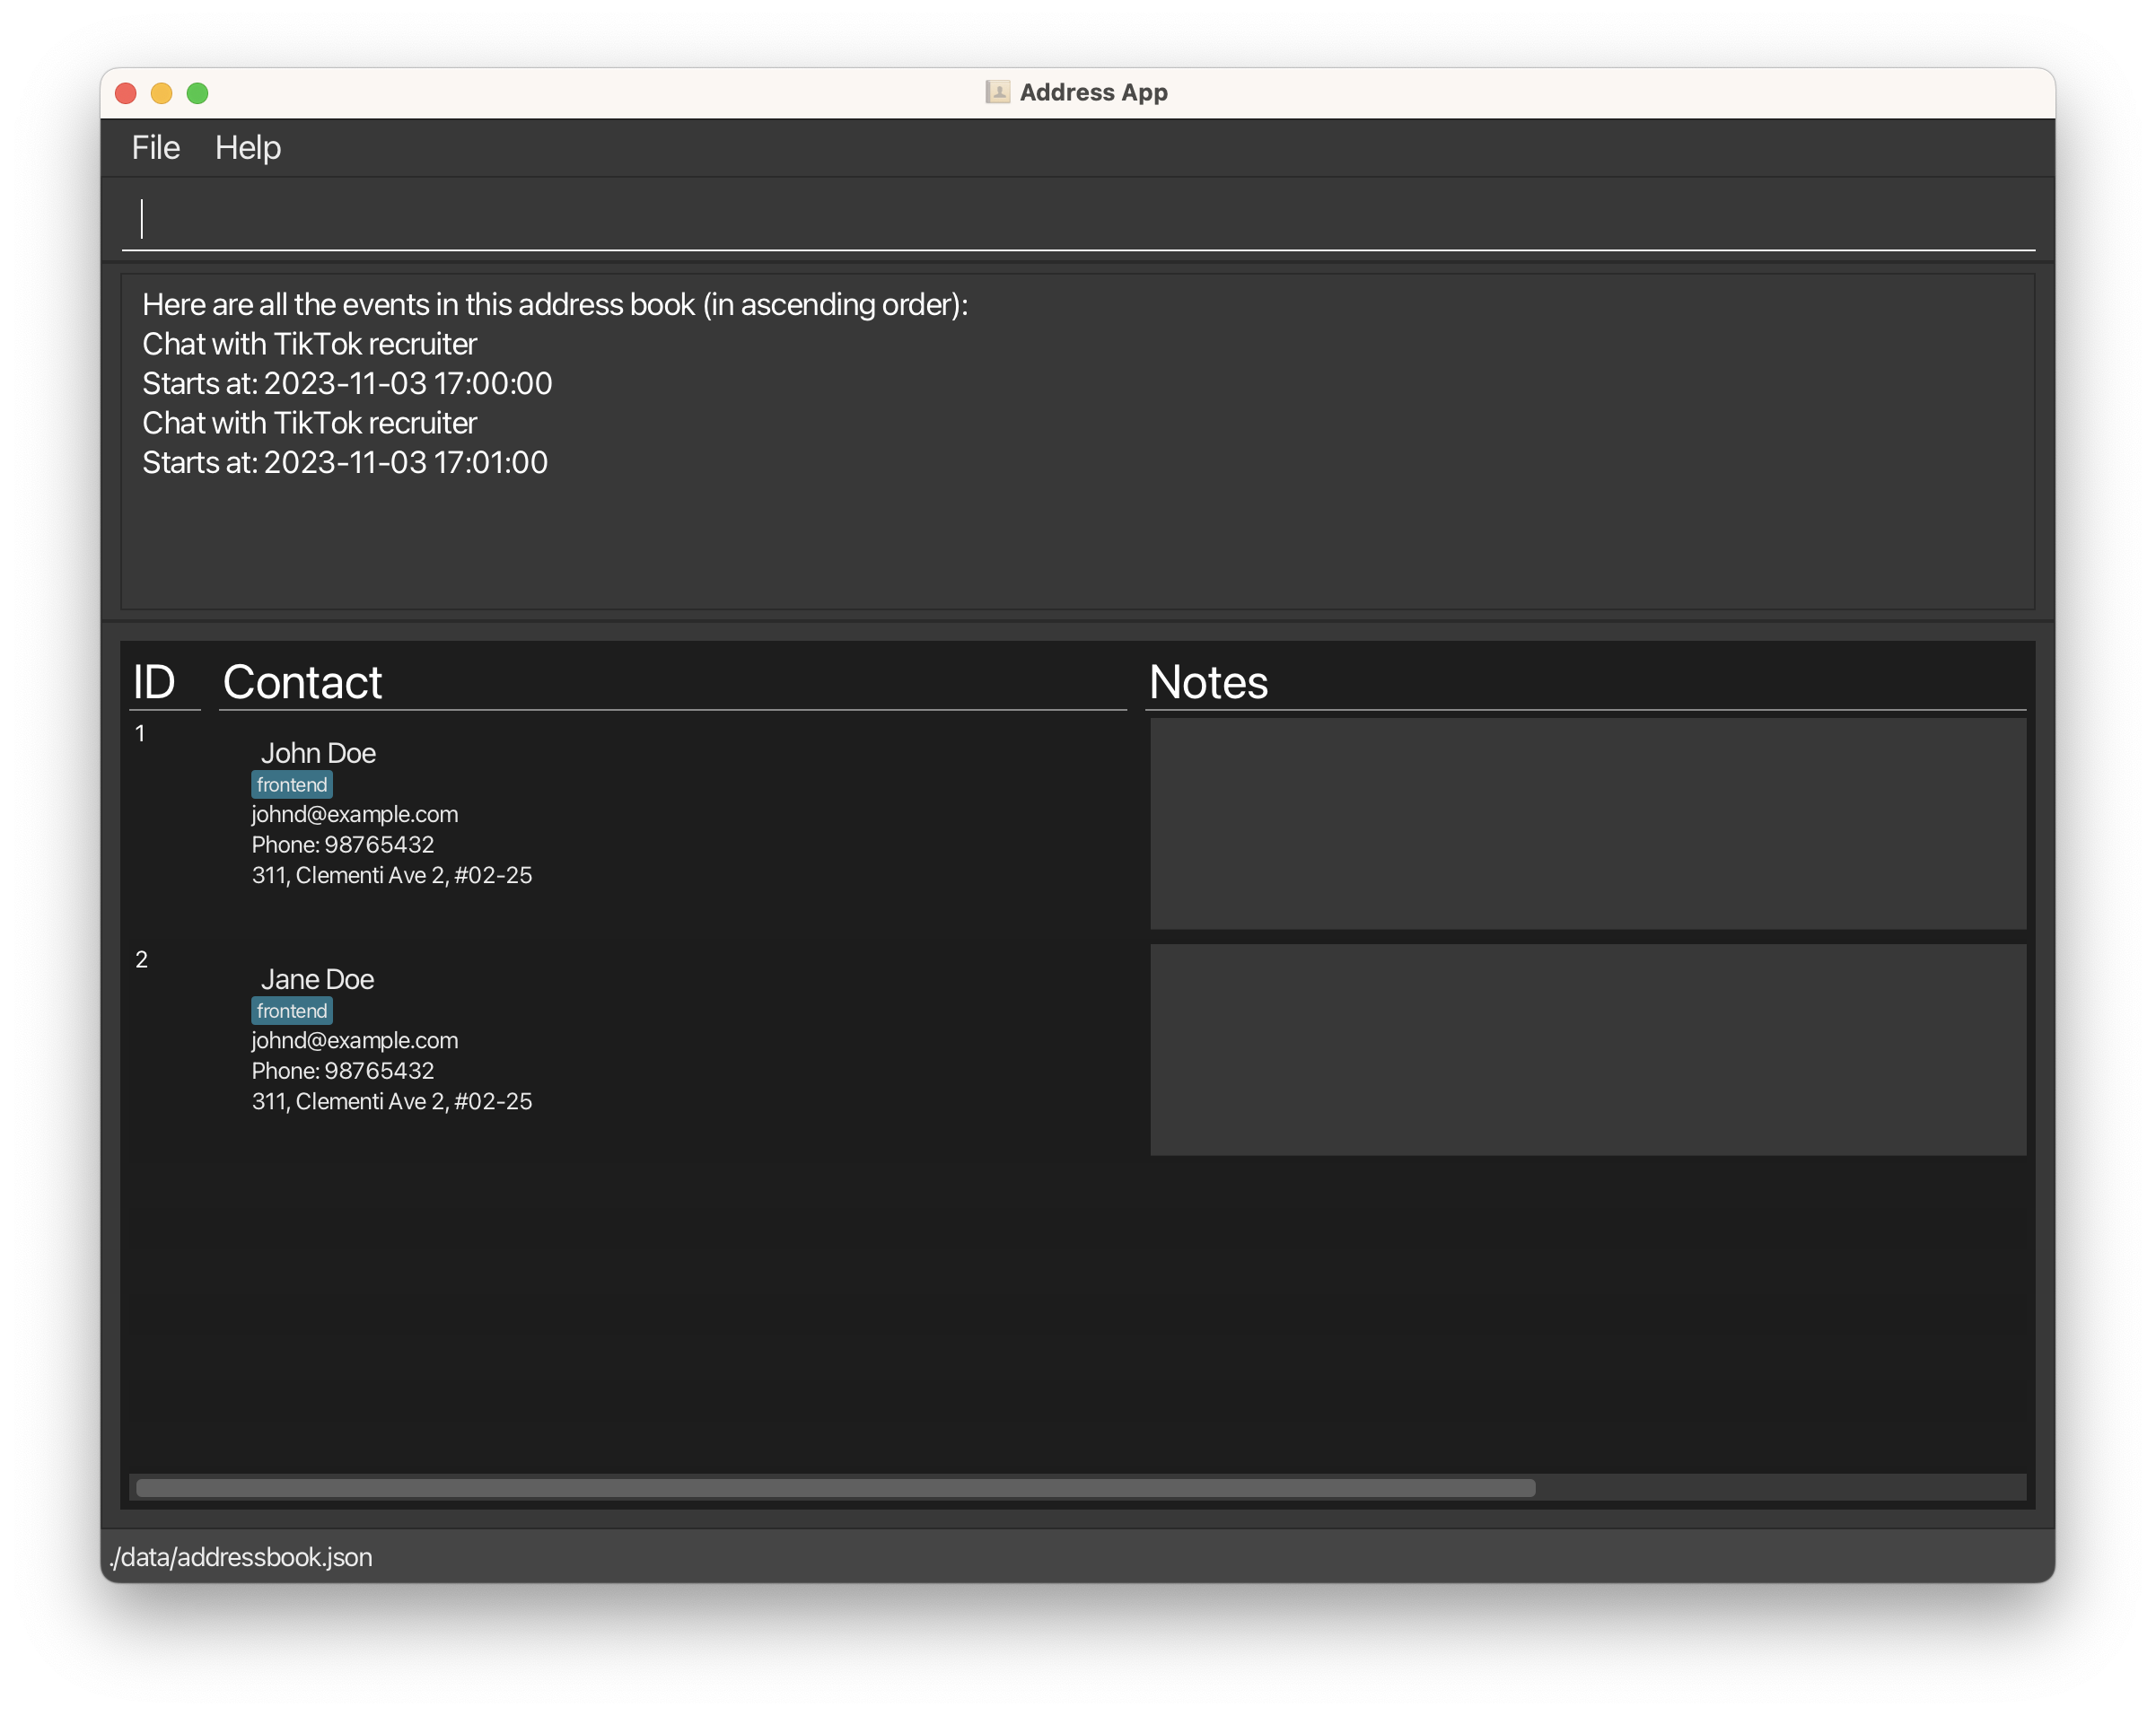 Address App
File Help
Here are all the events in this address book (in ascending order):
Chat with TikTok recruiter
Starts at: 2023-11-03 17:00:00
Chat with TikTok recruiter
Starts at: 2023-11-03 17:01:00
ID Contact Notes
1
John Doe
frontend
johnd@example.com
Phone: 98765432
311, Clementi Ave 2, #02-25
2
Jane Doe
frontend
johnd@example.com
Phone: 98765432
311, Clementi Ave 2, #02-25
./data/addressbook.json